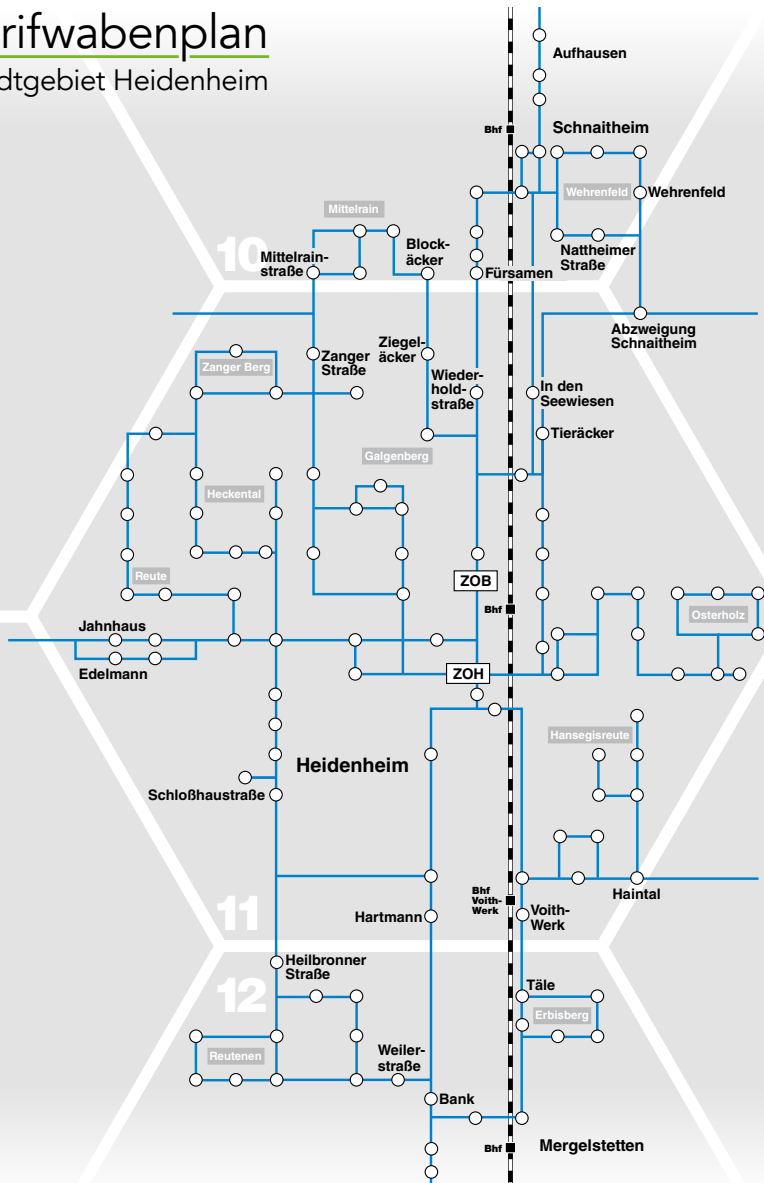 rifwabenplan
dtgebiet Heidenheim
Aufhausen
Bhf
Schnaitheim
Wehrenfeld
Wehrenfeld
Mittelrain
Nattheimer
Straße
10
Mittelrain-
straße
Block-
äcker
Fürsamen
Abzweigung
Schnaitheim
Zanger Berg
Zanger
Straße
Ziegel-
äcker
Wieder-
hold-
straße
In den
Seewiesen
Tieräcker
Galgenberg
Heckental
Reute
ZOB
Bhf
Osterholz
Jahnhaus
Edelmann
ZOH
Hansegisreute
Heidenheim
Schloßhaustraße
Bhf
Voith-
Werk
Haintal
11
Hartmann
Voith-
Werk
Heilbronner
Straße
12
Täle
Erbisberg
Reutenen
Weiler-
straße
Bank
Bhf
Mergelstetten